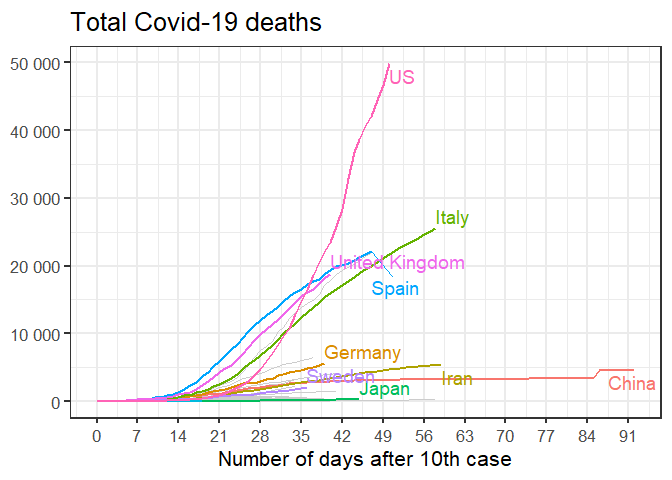 Total Covid-19 deaths
50 000
40 000
30 000
20 000
10 000
0
US
Italy
United Kingdom
Spain
Germany
Sweden
Iran
Japan
China
0 7 14 21 28 35 42 49 56 63 70 77 84 91
Number of days after 10th case